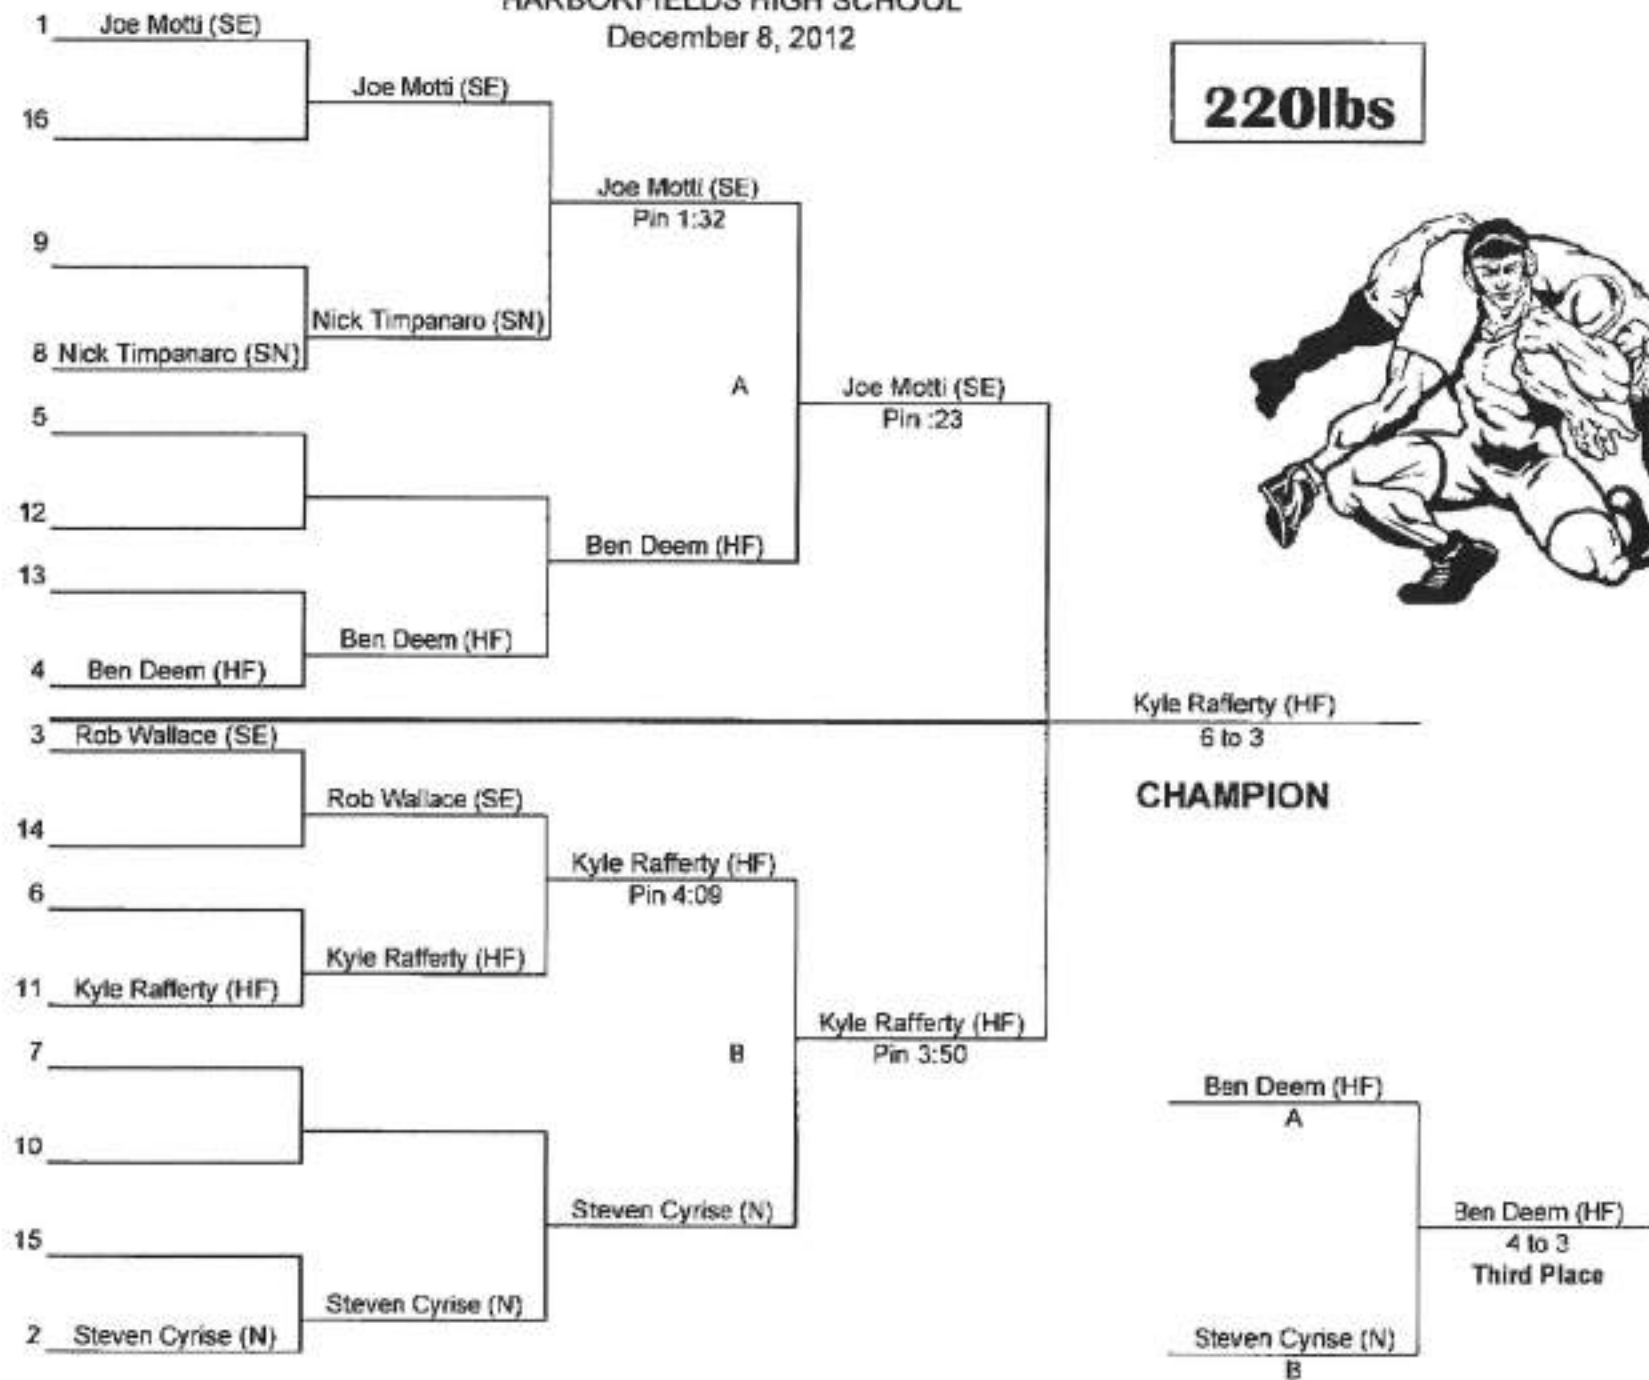 HARBORFIELDS HIGH SCHOOL
December 8, 2012
220lbs
1 Joe Motti (SE)
Joe Motti (SE)
16
Joe Motti (SE)
Pin 1:32
9
Nick Timpanaro (SN)
8 Nick Timpanaro (SN)
A
Joe Motti (SE)
Pin :23
5
12
Ben Deem (HF)
13
Ben Deem (HF)
4 Ben Deem (HF)
Kyle Rafferty (HF)
6 to 3
CHAMPION
3 Rob Wallace (SE)
Rob Wallace (SE)
14
Kyle Rafferty (HF)
Pin 4:09
6
Kyle Rafferty (HF)
11 Kyle Rafferty (HF)
B
Kyle Rafferty (HF)
Pin 3:50
7
10
Steven Cyrise (N)
15
Steven Cyrise (N)
2 Steven Cyrise (N)
Ben Deem (HF)
A
Ben Deem (HF)
4 to 3
Third Place
Steven Cyrise (N)
B